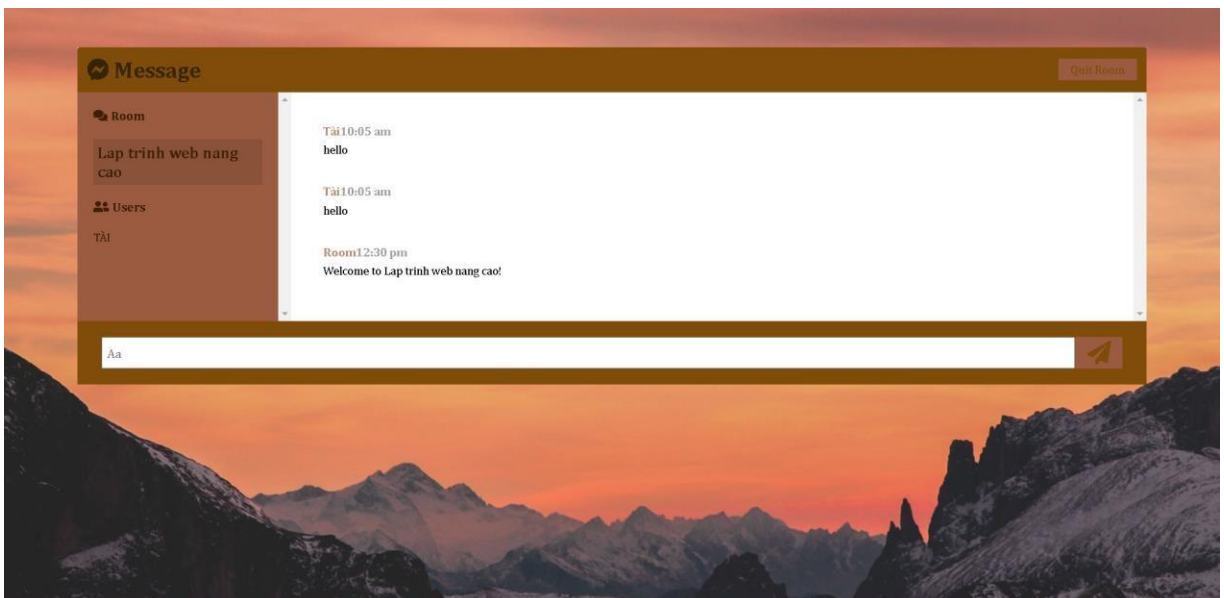 Message
Quit Room
Room
Lap trinh web nang
cao
Users
TÀI
Tài10:05 am
hello
Tài10:05 am
hello
Room12:30 pm
Welcome to Lap trinh web nang cao!
Aa